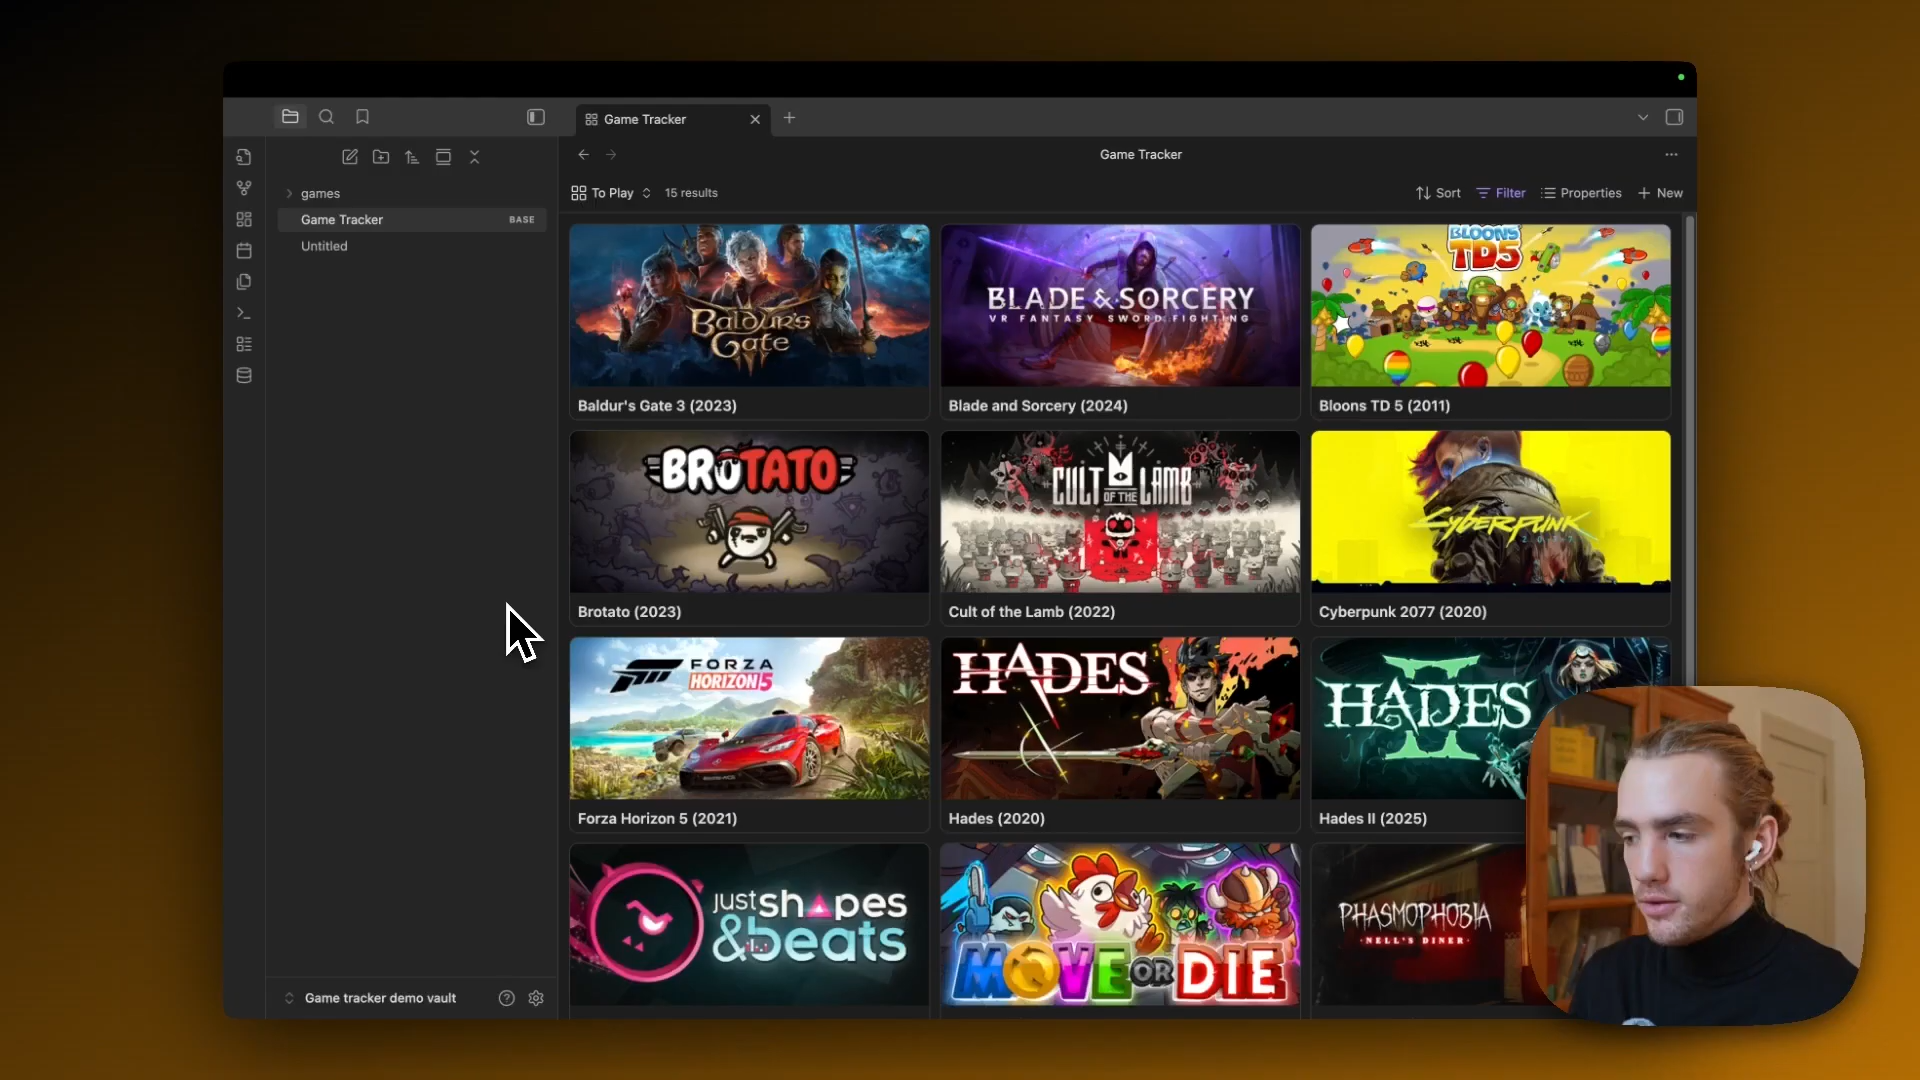 Game Tracker
Game Tracker
To Play
15 results
Sort
Filter
Properties
New
games
Game Tracker
BASE
Untitled
BALDUR'S
GATE
BLADE & SORCERY
VR FANTASY SWORD FIGHTING
BLOONS
TD5
Baldur's Gate 3 (2023)
Blade and Sorcery (2024)
Bloons TD 5 (2011)
BROTATO
CULT
OF THE
LAMB
CYBERPUNK
2077
Brotato (2023)
Cult of the Lamb (2022)
Cyberpunk 2077 (2020)
FORZA
HORIZON 5
HADES
HADES
II
Forza Horizon 5 (2021)
Hades (2020)
Hades II (2025)
just shapes
&beats
MOVE OR DIE
PHASMOPHOBIA
NELL'S DINER
Game tracker demo vault